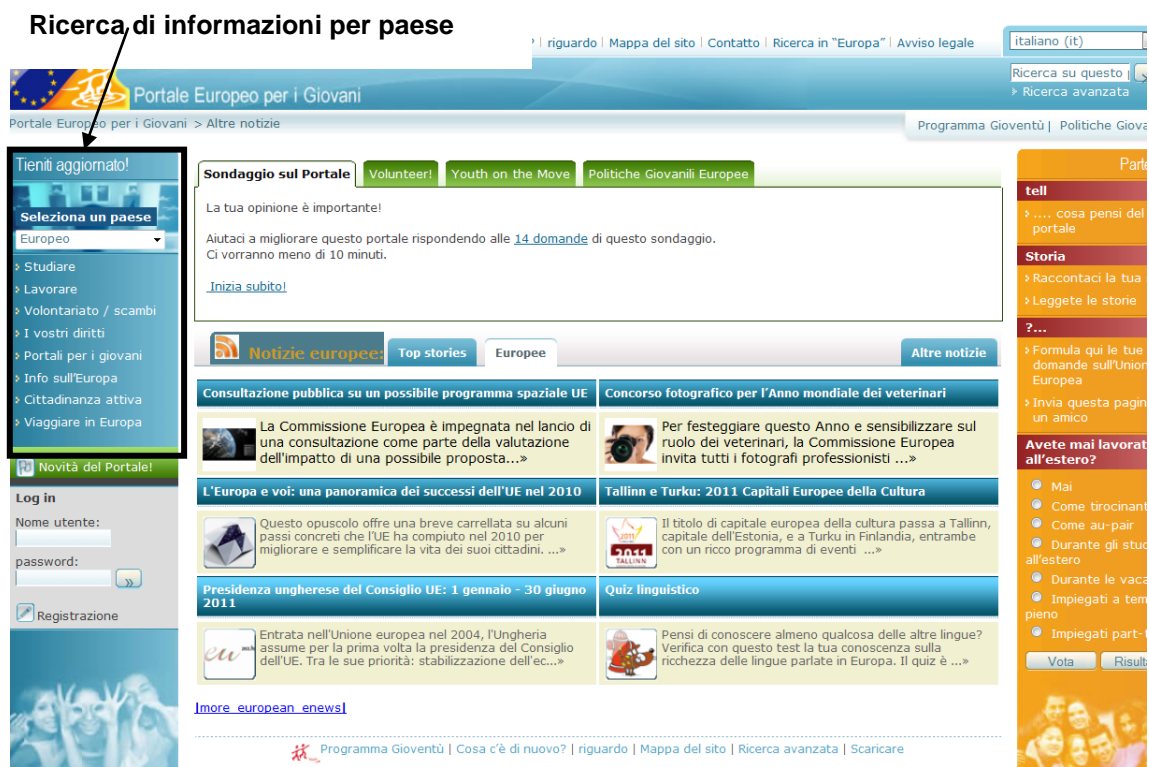 Ricerca di informazioni per paese
? | riguardo | Mappa del sito | Contatto | Ricerca in "Europa" | Avviso legale
italiano (it)
Portale Europeo per i Giovani
Ricerca su questo
Ricerca avanzata
Portale Europeo per i Giovani > Altre notizie
Programma Gioventù | Politiche Giova
Tieniti aggiornato!
Seleziona un paese
Europeo
Studiare
Lavorare
Volontariato / scambi
I vostri diritti
Portali per i giovani
Info sull'Europa
Cittadinanza attiva
Viaggiare in Europa
Novità del Portale!
Log in
Nome utente:
password:
»
Registrazione
Sondaggio sul Portale Volunteer! Youth on the Move Politiche Giovanili Europee
La tua opinione è importante!
Aiutaci a migliorare questo portale rispondendo alle 14 domande di questo sondaggio.
Ci vorranno meno di 10 minuti.
Inizia subito!
Notizie europee: Top stories Europee Altre notizie
Consultazione pubblica su un possibile programma spaziale UE
La Commissione Europea è impegnata nel lancio di
una consultazione come parte della valutazione
dell'impatto di una possibile proposta...»
Concorso fotografico per l'Anno mondiale dei veterinari
Per festeggiare questo Anno e sensibilizzare sul
ruolo dei veterinari, la Commissione Europea
invita tutti i fotografi professionisti ...»
L'Europa e voi: una panoramica dei successi dell'UE nel 2010
Questo opuscolo offre una breve carrellata su alcuni
passi concreti che l'UE ha compiuto nel 2010 per
migliorare e semplificare la vita dei suoi cittadini. ...»
Tallinn e Turku: 2011 Capitali Europee della Cultura
2011
TALLINN
Il titolo di capitale europea della cultura passa a Tallinn,
capitale dell'Estonia, e a Turku in Finlandia, entrambe
con un ricco programma di eventi ...»
Presidenza ungherese del Consiglio UE: 1 gennaio - 30 giugno
2011
eu
Entrata nell'Unione europea nel 2004, l'Ungheria
assume per la prima volta la presidenza del Consiglio
dell'UE. Tra le sue priorità: stabilizzazione dell'ec...»
Quiz linguistico
Pensi di conoscere almeno qualcosa delle altre lingue?
Verifica con questo test la tua conoscenza sulla
ricchezza delle lingue parlate in Europa. Il quiz è ...»
[more european enews]
Programma Gioventù | Cosa c'è di nuovo? | riguardo | Mappa del sito | Ricerca avanzata | Scaricare
Parte
tell
.... cosa pensi del
portale
Storia
Raccontaci la tua
Leggete le storie
?...
Formula qui le tue
domande sull'Union
Europea
Invia questa pagin
un amico
Avete mai lavorat
all'estero?
Mai
Come tirocinant
Come au-pair
Durante gli stud
all'estero
Durante le vaca
Impiegati a tem
pieno
Impiegati part-t
Vota Risulta